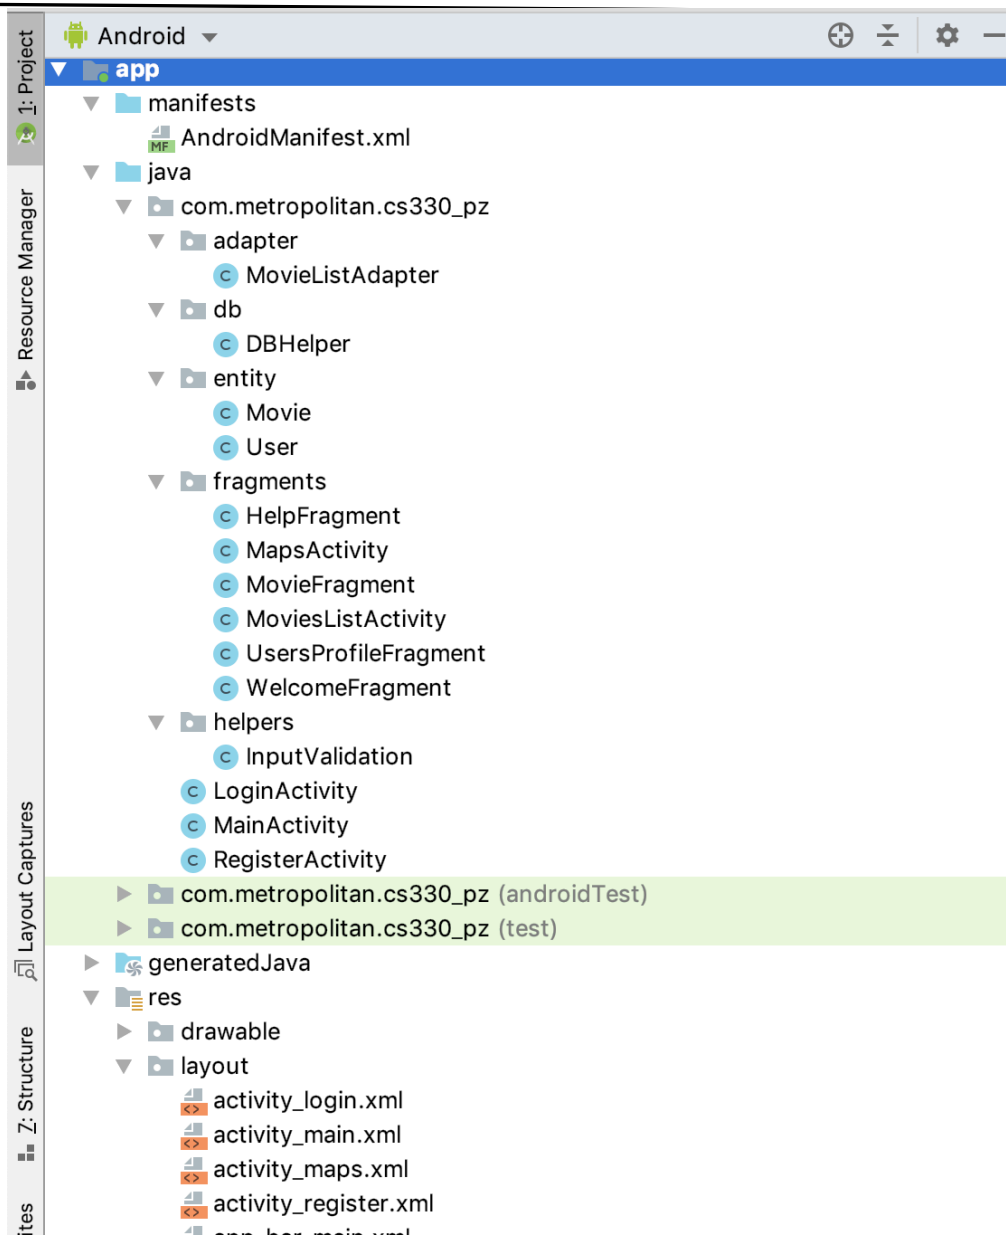 Android
app
manifests
MF AndroidManifest.xml
java
com.metropolitan.cs330_pz
adapter
C MovieListAdapter
db
C DBHelper
entity
C Movie
C User
fragments
C HelpFragment
C MapsActivity
C MovieFragment
C MoviesListActivity
C UsersProfileFragment
C WelcomeFragment
helpers
C InputValidation
C LoginActivity
C MainActivity
C RegisterActivity
com.metropolitan.cs330_pz (androidTest)
com.metropolitan.cs330_pz (test)
generatedJava
res
drawable
layout
<> activity_login.xml
<> activity_main.xml
<> activity_maps.xml
<> activity_register.xml
1: Project
Resource Manager
Layout Captures
7: Structure